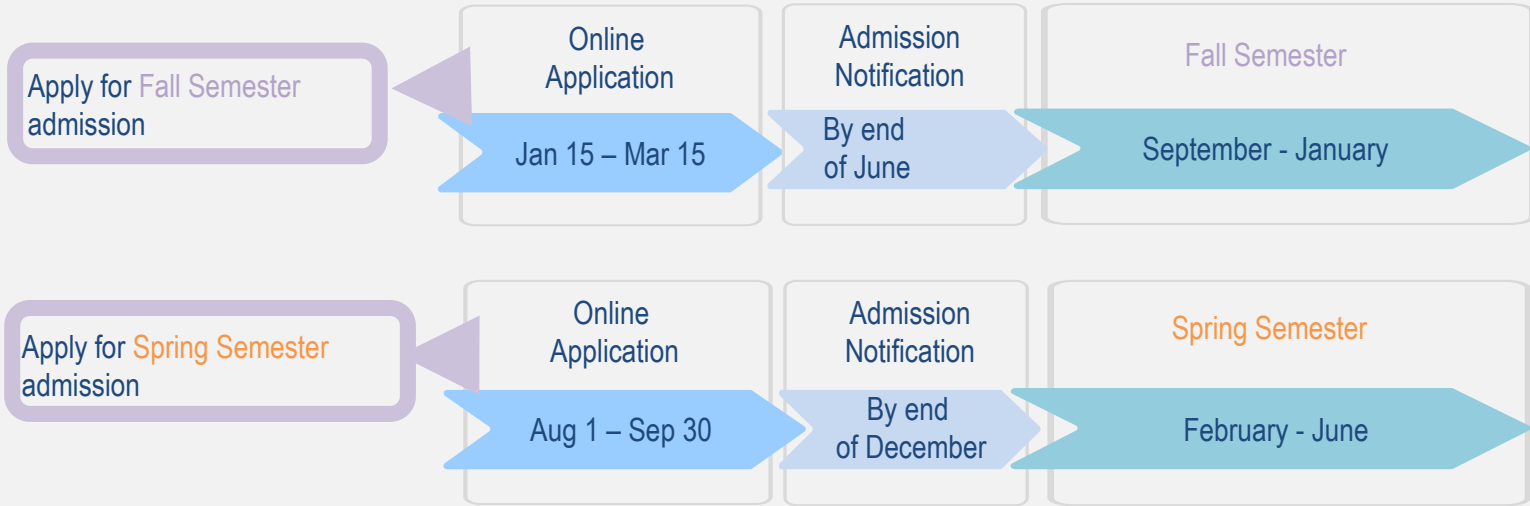 Apply for Fall Semester
admission
Online
Application
Jan 15 – Mar 15
Admission
Notification
By end
of June
Fall Semester
September - January
Apply for Spring Semester
admission
Online
Application
Aug 1 – Sep 30
Admission
Notification
By end
of December
Spring Semester
February - June